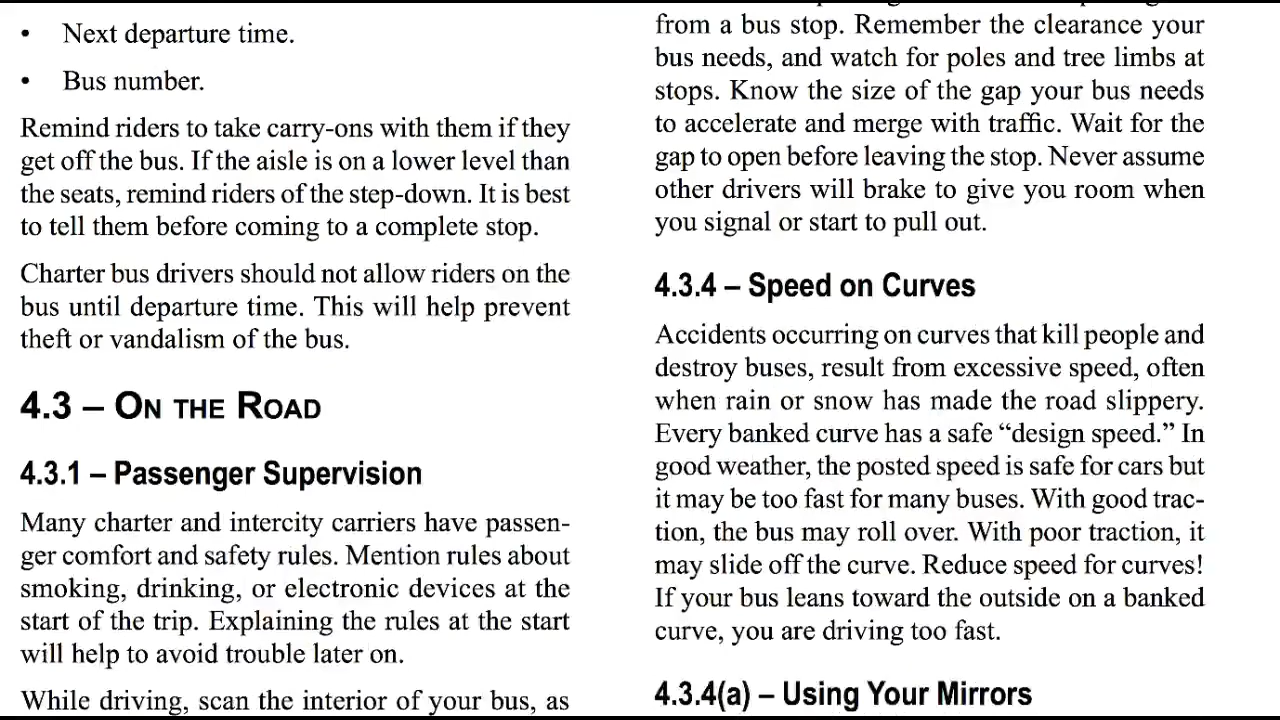 • Next departure time.
• Bus number.
Remind riders to take carry-ons with them if they
get off the bus. If the aisle is on a lower level than
the seats, remind riders of the step-down. It is best
to tell them before coming to a complete stop.
Charter bus drivers should not allow riders on the
bus until departure time. This will help prevent
theft or vandalism of the bus.
4.3 – ON THE ROAD
4.3.1 – Passenger Supervision
Many charter and intercity carriers have passen-
ger comfort and safety rules. Mention rules about
smoking, drinking, or electronic devices at the
start of the trip. Explaining the rules at the start
will help to avoid trouble later on.
While driving, scan the interior of your bus, as
from a bus stop. Remember the clearance your
bus needs, and watch for poles and tree limbs at
stops. Know the size of the gap your bus needs
to accelerate and merge with traffic. Wait for the
gap to open before leaving the stop. Never assume
other drivers will brake to give you room when
you signal or start to pull out.
4.3.4 – Speed on Curves
Accidents occurring on curves that kill people and
destroy buses, result from excessive speed, often
when rain or snow has made the road slippery.
Every banked curve has a safe “design speed.” In
good weather, the posted speed is safe for cars but
it may be too fast for many buses. With good trac-
tion, the bus may roll over. With poor traction, it
may slide off the curve. Reduce speed for curves!
If your bus leans toward the outside on a banked
curve, you are driving too fast.
4.3.4(a) – Using Your Mirrors